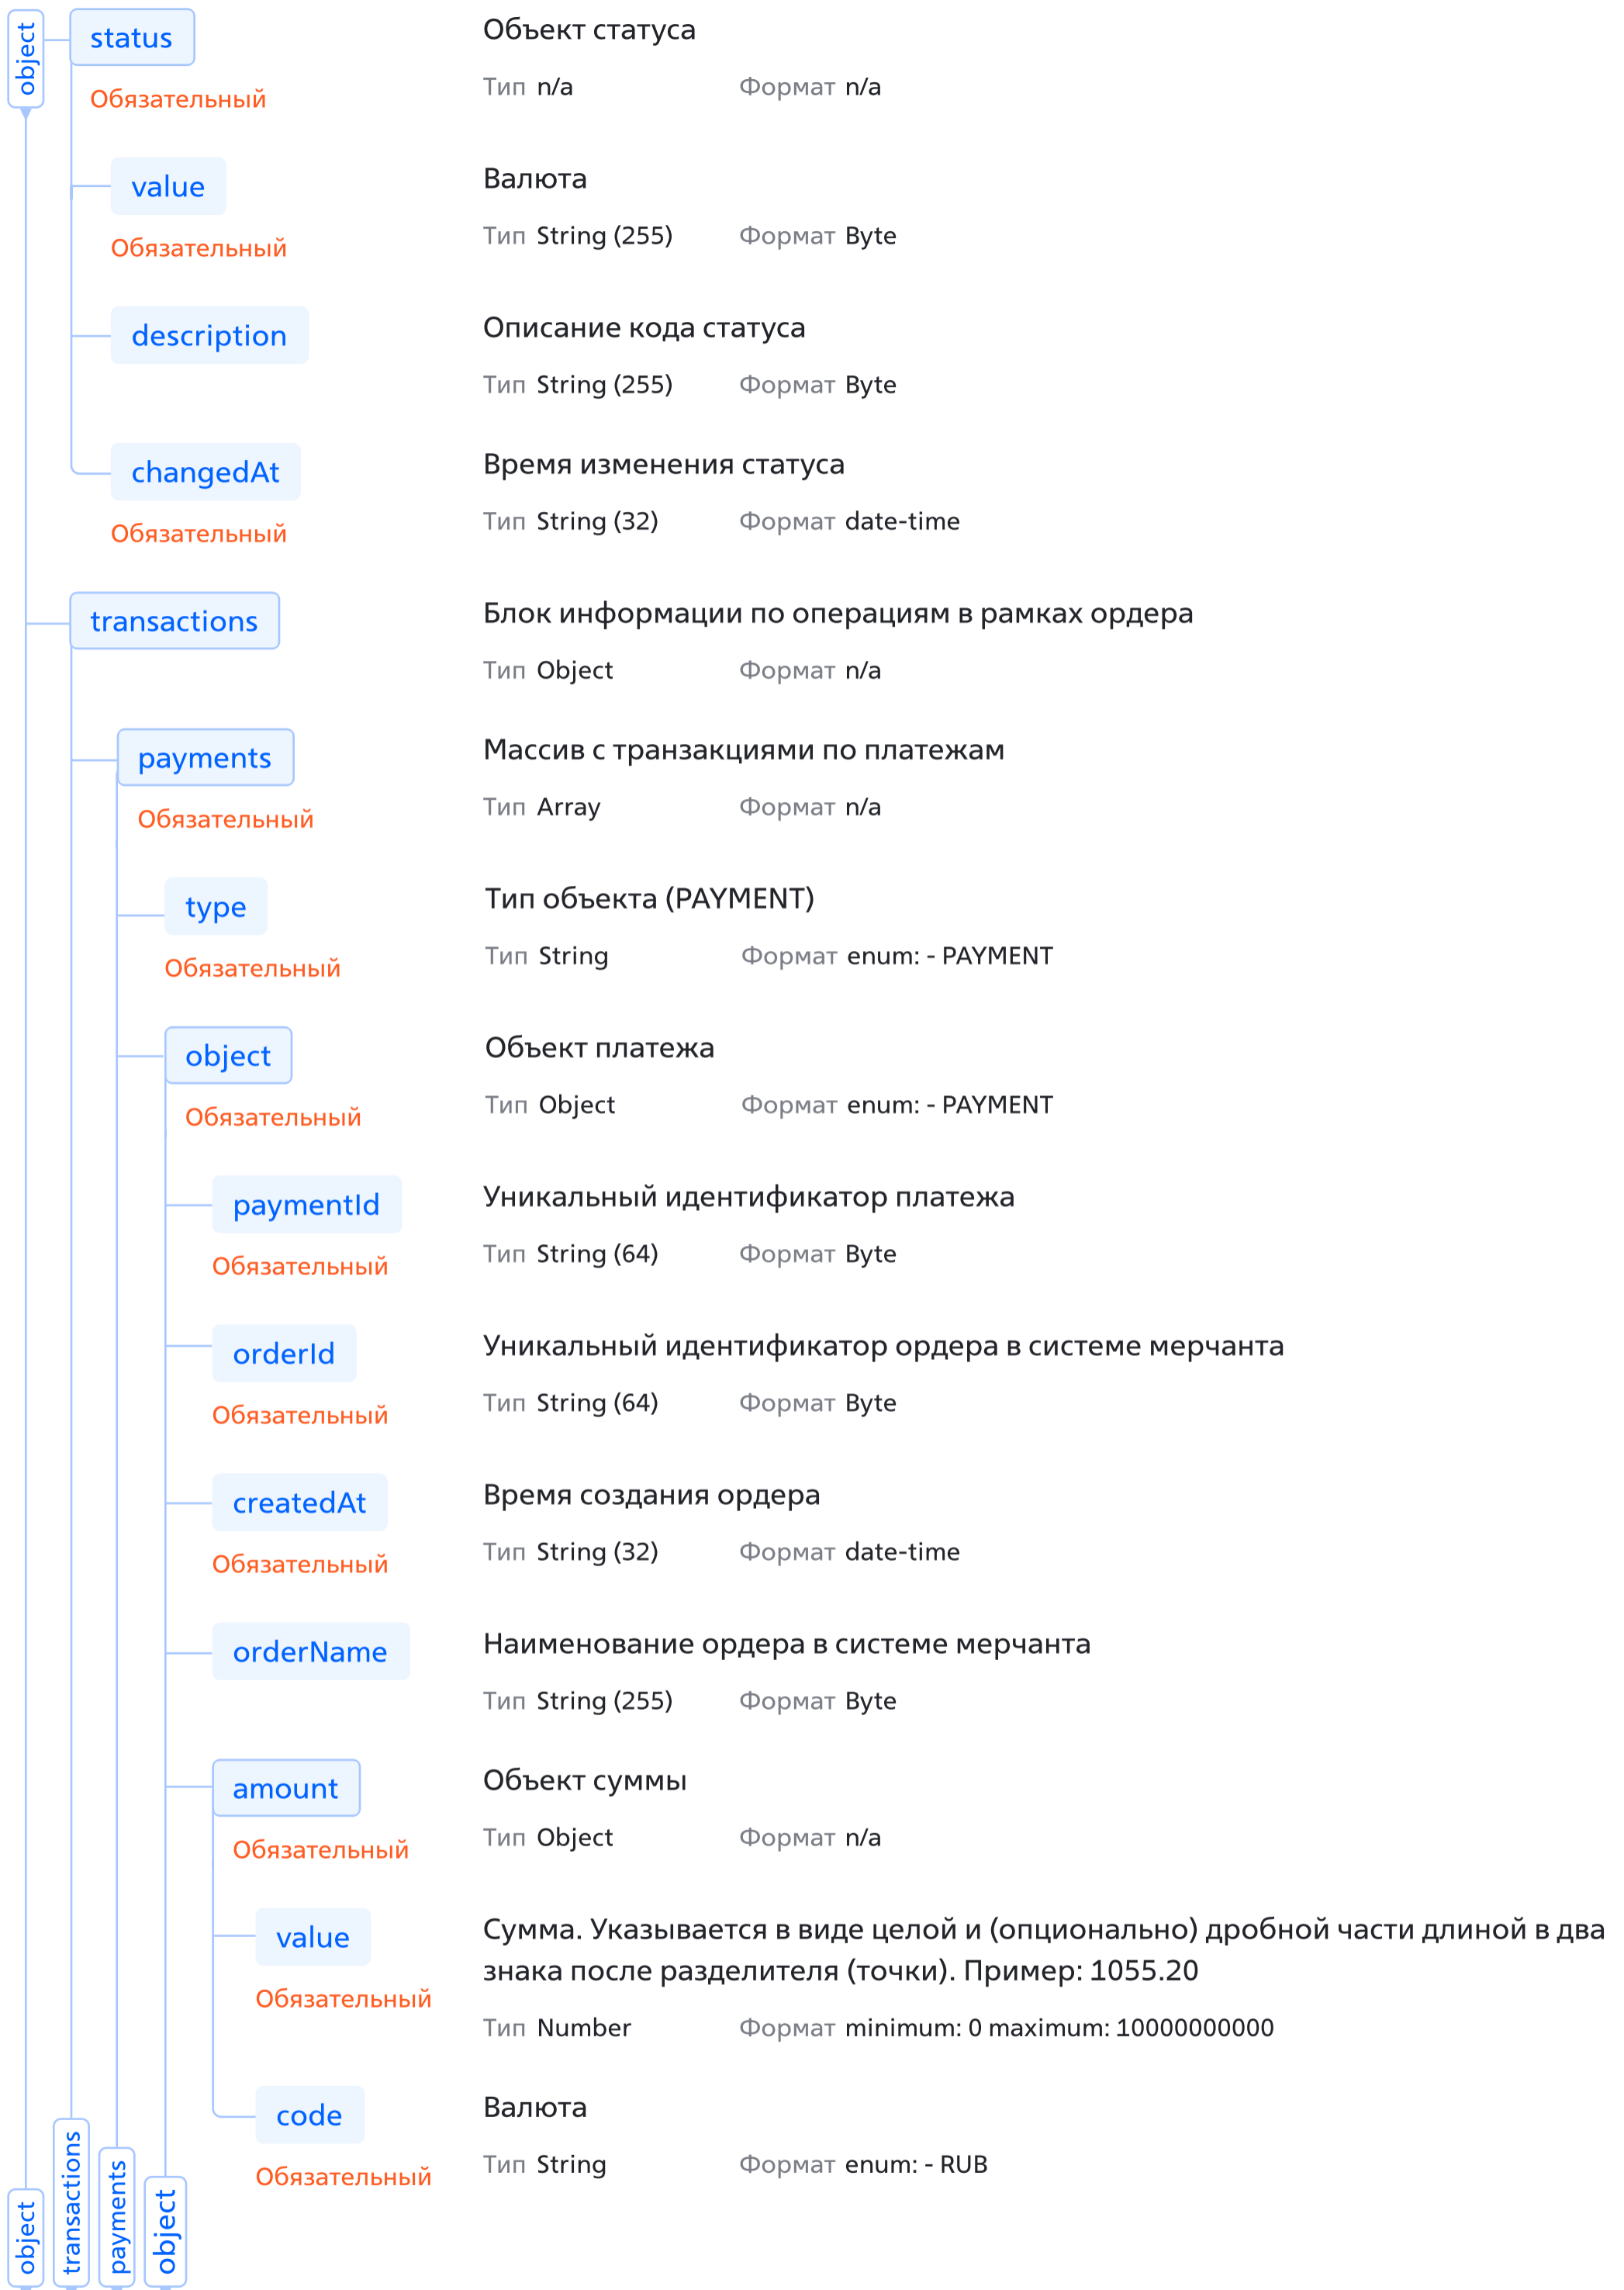 object
status
Объект статуса
Тип n/a Формат n/a
Обязательный
value
Валюта
Тип String (255) Формат Byte
Обязательный
description
Описание кода статуса
Тип String (255) Формат Byte
changedAt
Время изменения статуса
Тип String (32) Формат date-time
Обязательный
transactions
Блок информации по операциям в рамках ордера
Тип Object Формат n/a
payments
Массив с транзакциями по платежам
Тип Array Формат n/a
Обязательный
type
Тип объекта (PAYMENT)
Тип String Формат enum: - PAYMENT
Обязательный
object
Объект платежа
Тип Object Формат enum: - PAYMENT
Обязательный
paymentId
Уникальный идентификатор платежа
Тип String (64) Формат Byte
Обязательный
orderId
Уникальный идентификатор ордера в системе мерчанта
Тип String (64) Формат Byte
Обязательный
createdAt
Время создания ордера
Тип String (32) Формат date-time
Обязательный
orderName
Наименование ордера в системе мерчанта
Тип String (255) Формат Byte
amount
Объект суммы
Тип Object Формат n/a
Обязательный
value
Сумма. Указывается в виде целой и (опционально) дробной части длиной в два
знака после разделителя (точки). Пример: 1055.20
Обязательный
Тип Number Формат minimum: 0 maximum: 10000000000
code
Валюта
Тип String Формат enum: - RUB
Обязательный
object
transactions
payments
object